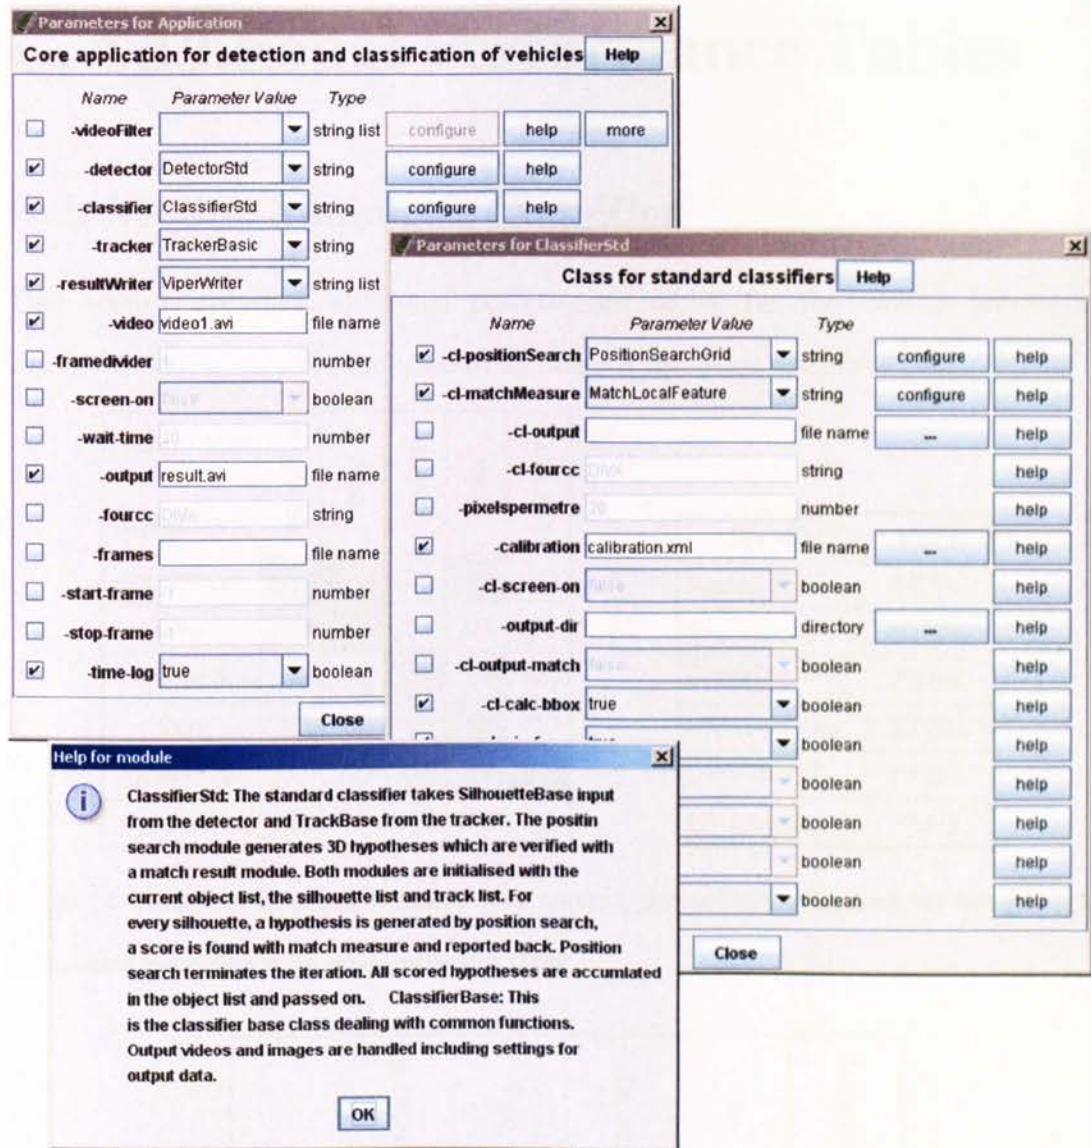 Parameters for Application
Core application for detection and classification of vehicles Help
Name Parameter Value Type
-videoFilter string list configure help more
-detector DetectorStd string configure help
-classifier ClassifierStd string configure help
-tracker TrackerBasic string
-resultWriter ViperWriter string list
-video video1.avi file name
-framedivider number
-screen-on false boolean
-wait-time 20 number
-output result.avi file name
-fourcc DIVX string
-frames file name
-start-frame -1 number
-stop-frame -1 number
-time-log true boolean
Close
Parameters for ClassifierStd
Class for standard classifiers Help
Name Parameter Value Type
-cl-positionSearch PositionSearchGrid string configure help
-cl-matchMeasure MatchLocalFeature string configure help
-cl-output file name ... help
-cl-fourcc DIVX string help
-pixelspermetre 20 number help
-calibration calibration.xml file name ... help
-cl-screen-on false boolean help
-output-dir directory ... help
-cl-output-match false boolean help
-cl-calc-bbox true boolean help
boolean help
boolean help
boolean help
boolean help
boolean help
Close
Help for module
ClassifierStd: The standard classifier takes SilhouetteBase input
from the detector and TrackBase from the tracker. The positin
search module generates 3D hypotheses which are verified with
a match result module. Both modules are initialised with the
current object list, the silhouette list and track list. For
every silhouette, a hypothesis is generated by position search,
a score is found with match measure and reported back. Position
search terminates the iteration. All scored hypotheses are accumlated
in the object list and passed on. ClassifierBase: This
is the classifier base class dealing with common functions.
Output videos and images are handled including settings for
output data.
OK